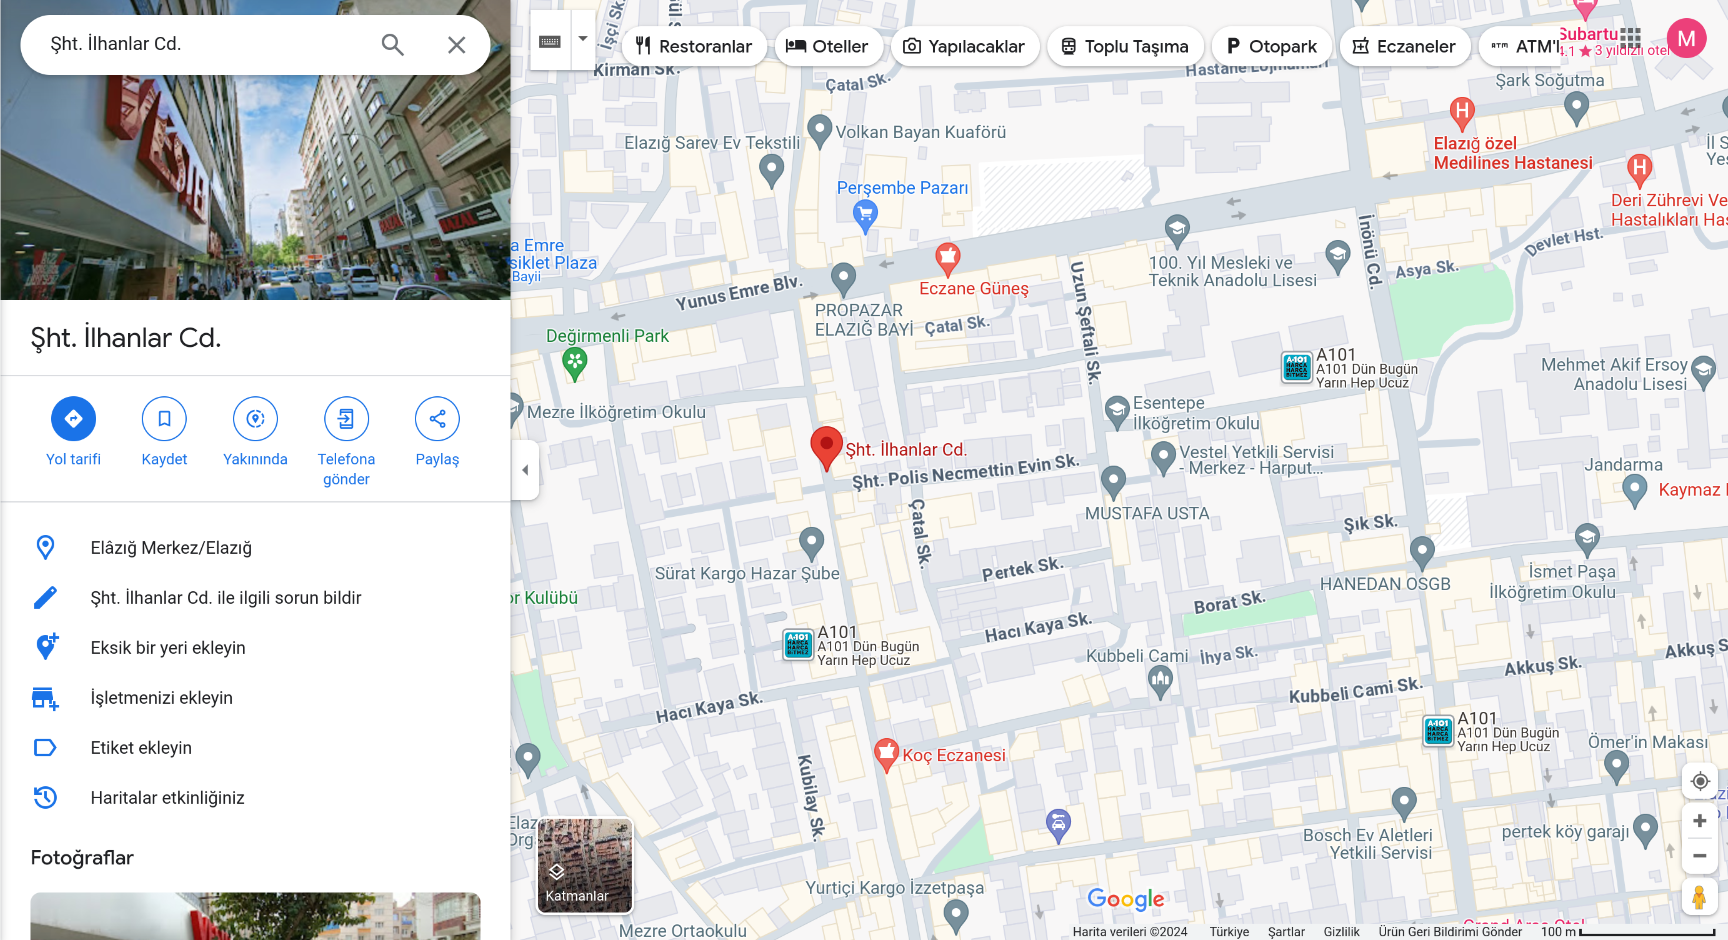 Şht. İlhanlar Cd.
Restoranlar
Oteller
Yapılacaklar
Toplu Taşıma
Otopark
Eczaneler
ATM
M
Subartu
4.1 ★ 3 yıldızlı otel
Şht. İlhanlar Cd.
Yol tarifi
Kaydet
Yakınında
Telefona
gönder
Paylaş
Elâzığ Merkez/Elazığ
Şht. İlhanlar Cd. ile ilgili sorun bildir
Eksik bir yeri ekleyin
İşletmenizi ekleyin
Etiket ekleyin
Haritalar etkinliğiniz
Fotoğraflar
İşçi Sk.
Kirman Sk.
Çatal Sk.
Hastane Lojmanları
Şark Soğutma
Elazığ Sarev Ev Tekstili
Volkan Bayan Kuaförü
Elazığ özel
Medilines Hastanesi
Perşembe Pazarı
Deri Zührevi Ve
Hastalıkları Has
a Emre
siklet Plaza
Bayii
Yunus Emre Blv.
Eczane Güneş
Uzun Şeftali Sk.
100. Yıl Mesleki ve
Teknik Anadolu Lisesi
İnönü Cd.
Devlet Hst.
Asya Sk.
PROPAZAR
ELAZIĞ BAYİ
Çatal Sk.
Değirmenli Park
A101
A101 Dün Bugün
Yarın Hep Ucuz
Mehmet Akif Ersoy
Anadolu Lisesi
Mezre İlköğretim Okulu
Esentepe
İlköğretim Okulu
Şht. İlhanlar Cd.
Şht. Polis Necmettin Evin Sk.
Vestel Yetkili Servisi
- Merkez - Harput...
Jandarma
Kaymaz
MUSTAFA USTA
Çatal Sk.
Şık Sk.
Sürat Kargo Hazar Şube
Pertek Sk.
HANEDAN OSGB
İsmet Paşa
İlköğretim Okulu
or Kulübü
Borat Sk.
A101
A101 Dün Bugün
Yarın Hep Ucuz
Hacı Kaya Sk.
Kubbeli Cami
İhya Sk.
Akkuş Sk.
Akkuş S
Kubbeli Cami Sk.
Hacı Kaya Sk.
A101
A101 Dün Bugün
Yarın Hep Ucuz
Ömer'in Makası
Koç Eczanesi
Kubilay Sk.
Elaz
Org
Bosch Ev Aletleri
Yetkili Servisi
pertek köy garajı
Katmanlar
Yurtiçi Kargo İzzetpaşa
Google
Mezre Ortaokulu
Grand Ares Otel
Harita verileri ©2024
Türkiye
Şartlar
Gizlilik
Ürün Geri Bildirimi Gönder
100 m